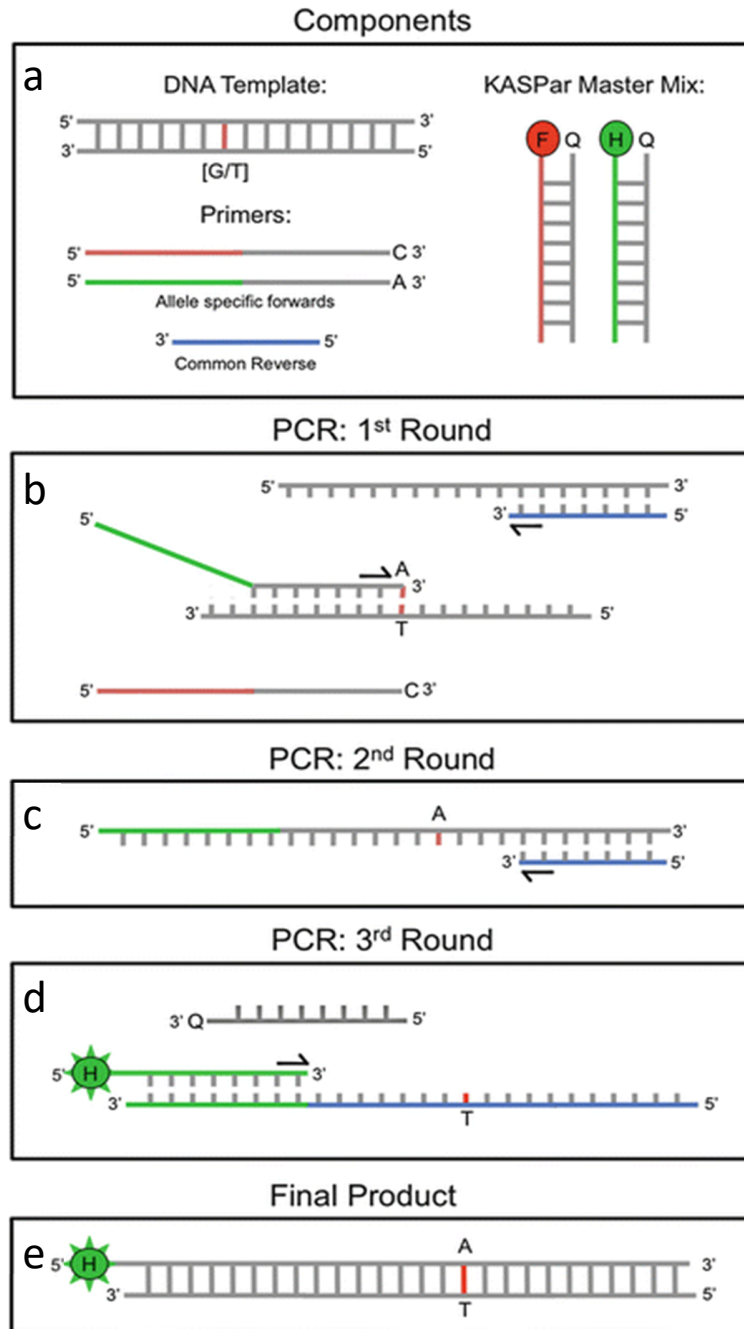 Components
a
DNA Template: KASPar Master Mix:
5' 3'
3' 5'
[G/T]
F Q H Q
Primers:
5' C 3'
5' A 3'
Allele specific forwards
3' 5'
Common Reverse
PCR: 1st Round
b
5' 3'
3' 5'
5'
A
3'
3' 5'
T
5' C 3'
PCR: 2nd Round
c
A
5' 3'
3' 5'
PCR: 3rd Round
d
3' Q 5'
5' H 3'
3' 5'
T
Final Product
e
A
5' H 3'
3' 5'
T